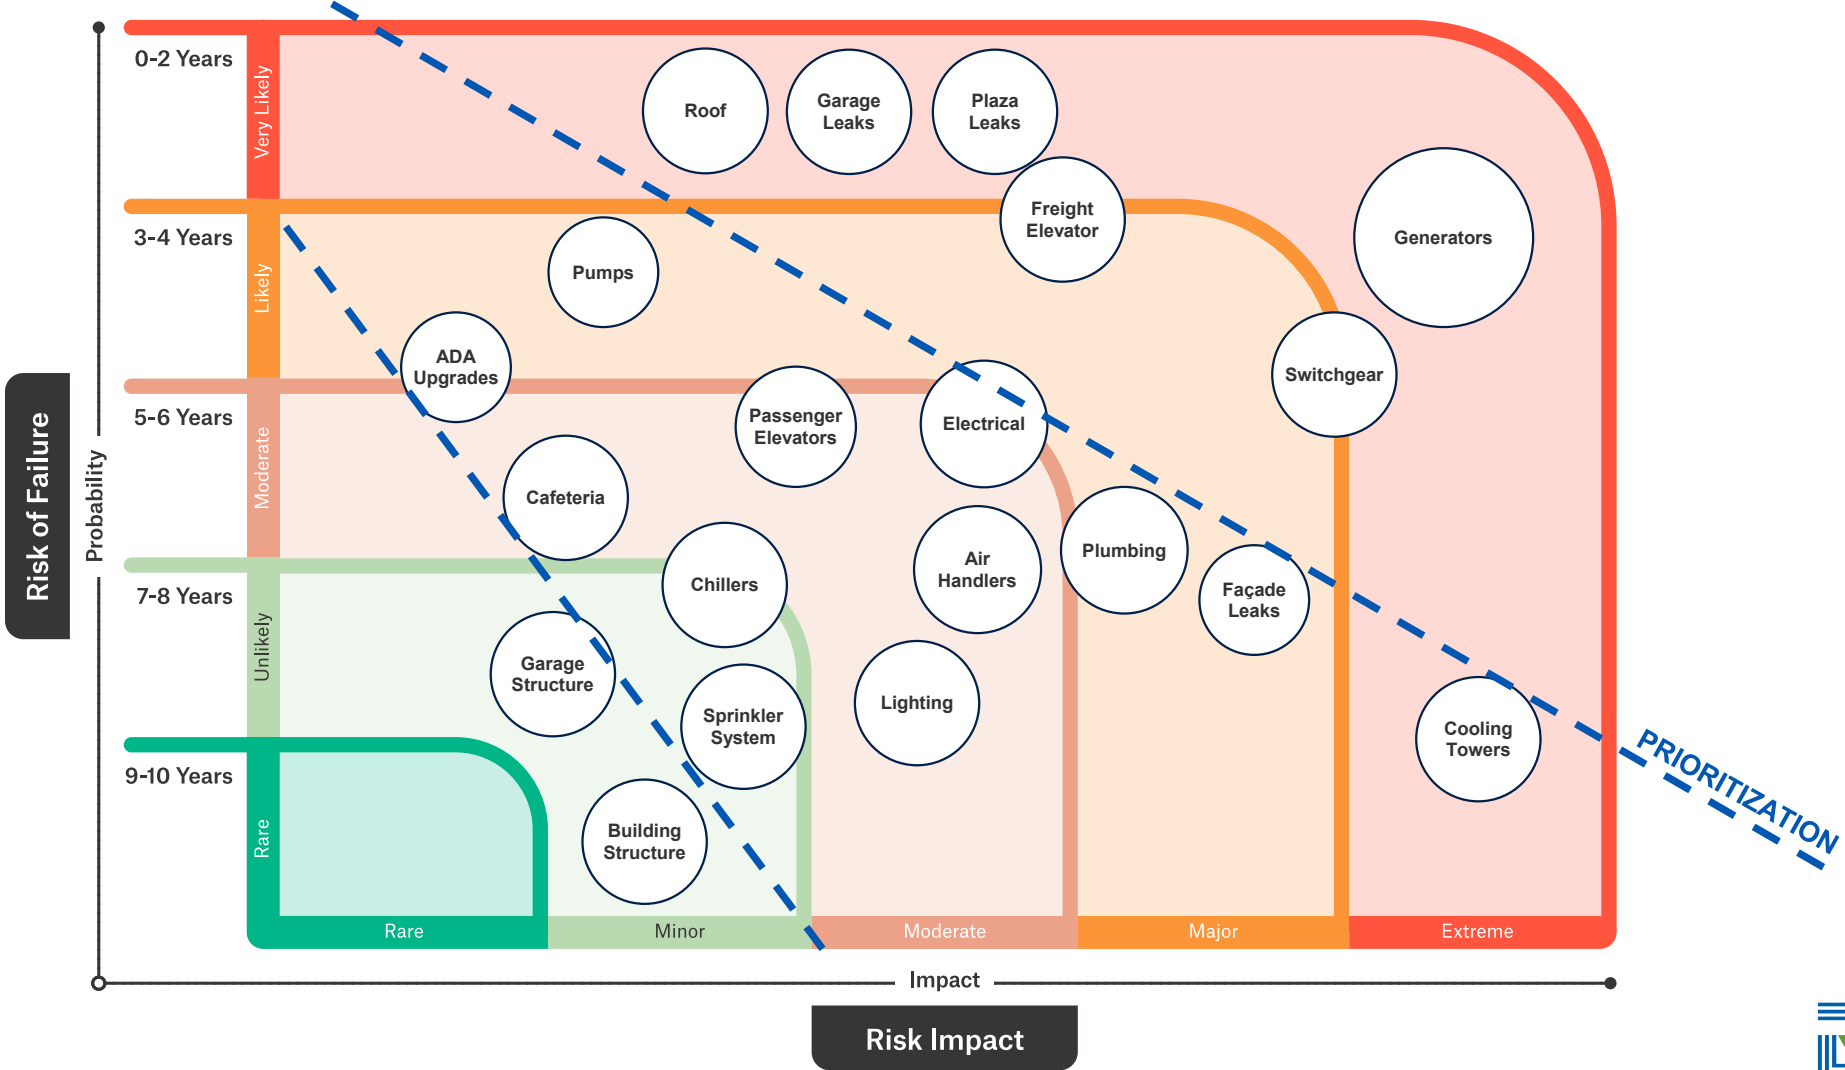 0-2 Years
Very Likely
Roof
Garage
Leaks
Plaza
Leaks
Freight
Elevator
Generators
3-4 Years
Likely
Pumps
ADA
Upgrades
Switchgear
5-6 Years
Moderate
Passenger
Elevators
Electrical
Cafeteria
Chillers
Air
Handlers
Plumbing
Façade
Leaks
7-8 Years
Unlikely
Garage
Structure
Sprinkler
System
Lighting
Cooling
Towers
PRIORITIZATION
9-10 Years
Rare
Building
Structure
Risk of Failure
Probability
Rare
Minor
Moderate
Major
Extreme
Impact
Risk Impact